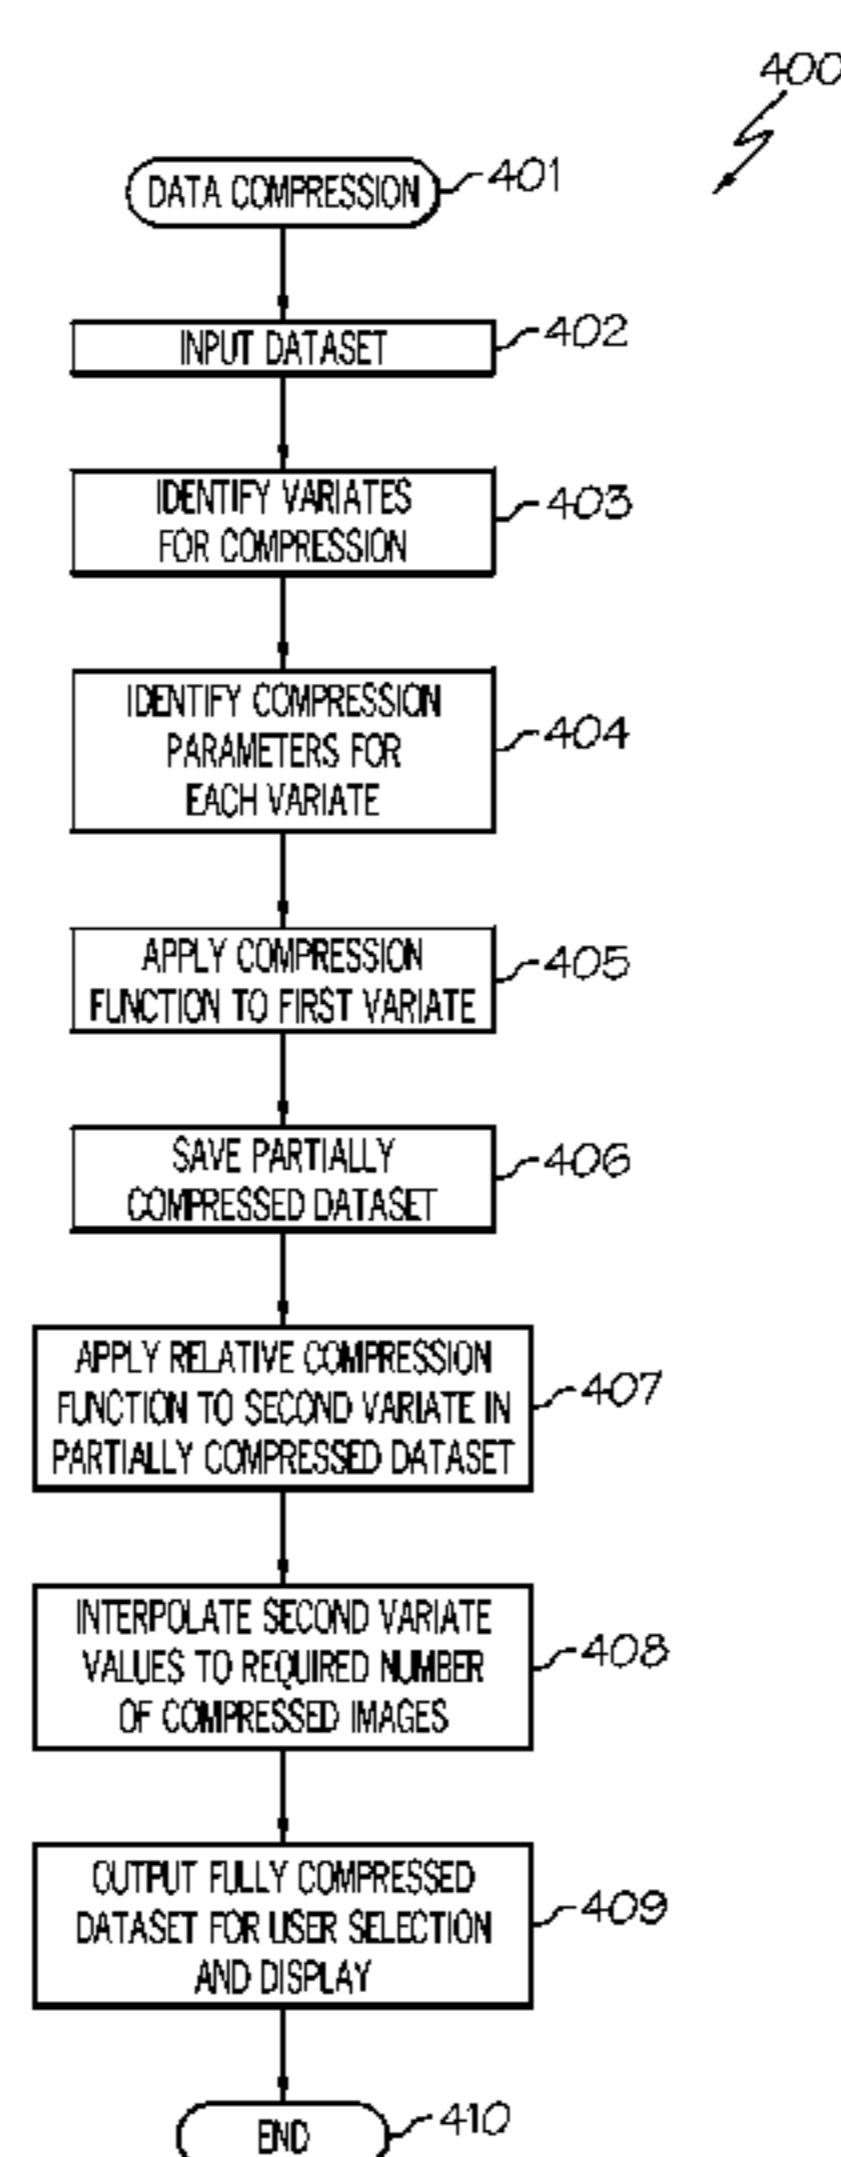 400
DATA COMPRESSION
401
INPUT DATASET
402
IDENTIFY VARIATES
FOR COMPRESSION
403
IDENTIFY COMPRESSION
PARAMETERS FOR
EACH VARIATE
404
APPLY COMPRESSION
FUNCTION TO FIRST VARIATE
405
SAVE PARTIALLY
COMPRESSED DATASET
406
APPLY RELATIVE COMPRESSION
FUNCTION TO SECOND VARIATE IN
PARTIALLY COMPRESSED DATASET
407
INTERPOLATE SECOND VARIATE
VALUES TO REQUIRED NUMBER
OF COMPRESSED IMAGES
408
OUTPUT FULLY COMPRESSED
DATASET FOR USER SELECTION
AND DISPLAY
409
END
410